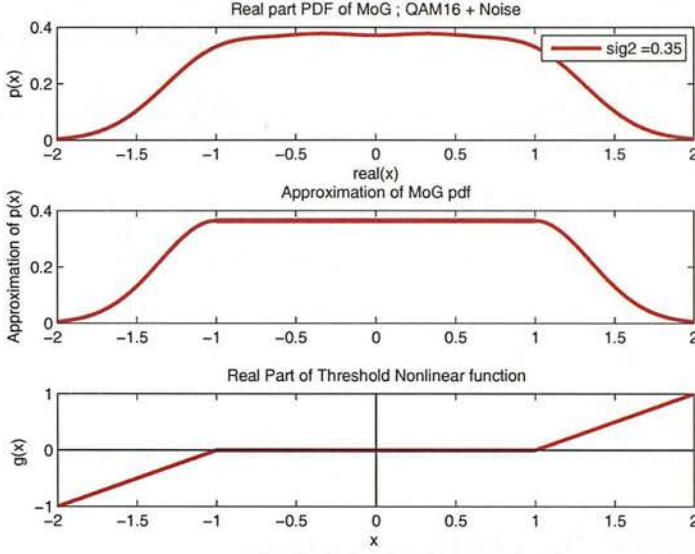 Real part PDF of MoG ; QAM16 + Noise
0.4
0.2
0
p(x)
sig2 =0.35
−2 −1.5 −1 −0.5 0 0.5 1 1.5 2
real(x)
Approximation of MoG pdf
0.4
0.2
0
Approximation of p(x)
−2 −1.5 −1 −0.5 0 0.5 1 1.5 2
Real Part of Threshold Nonlinear function
1
0
−1
g(x)
−2 −1.5 −1 −0.5 0 0.5 1 1.5 2
x